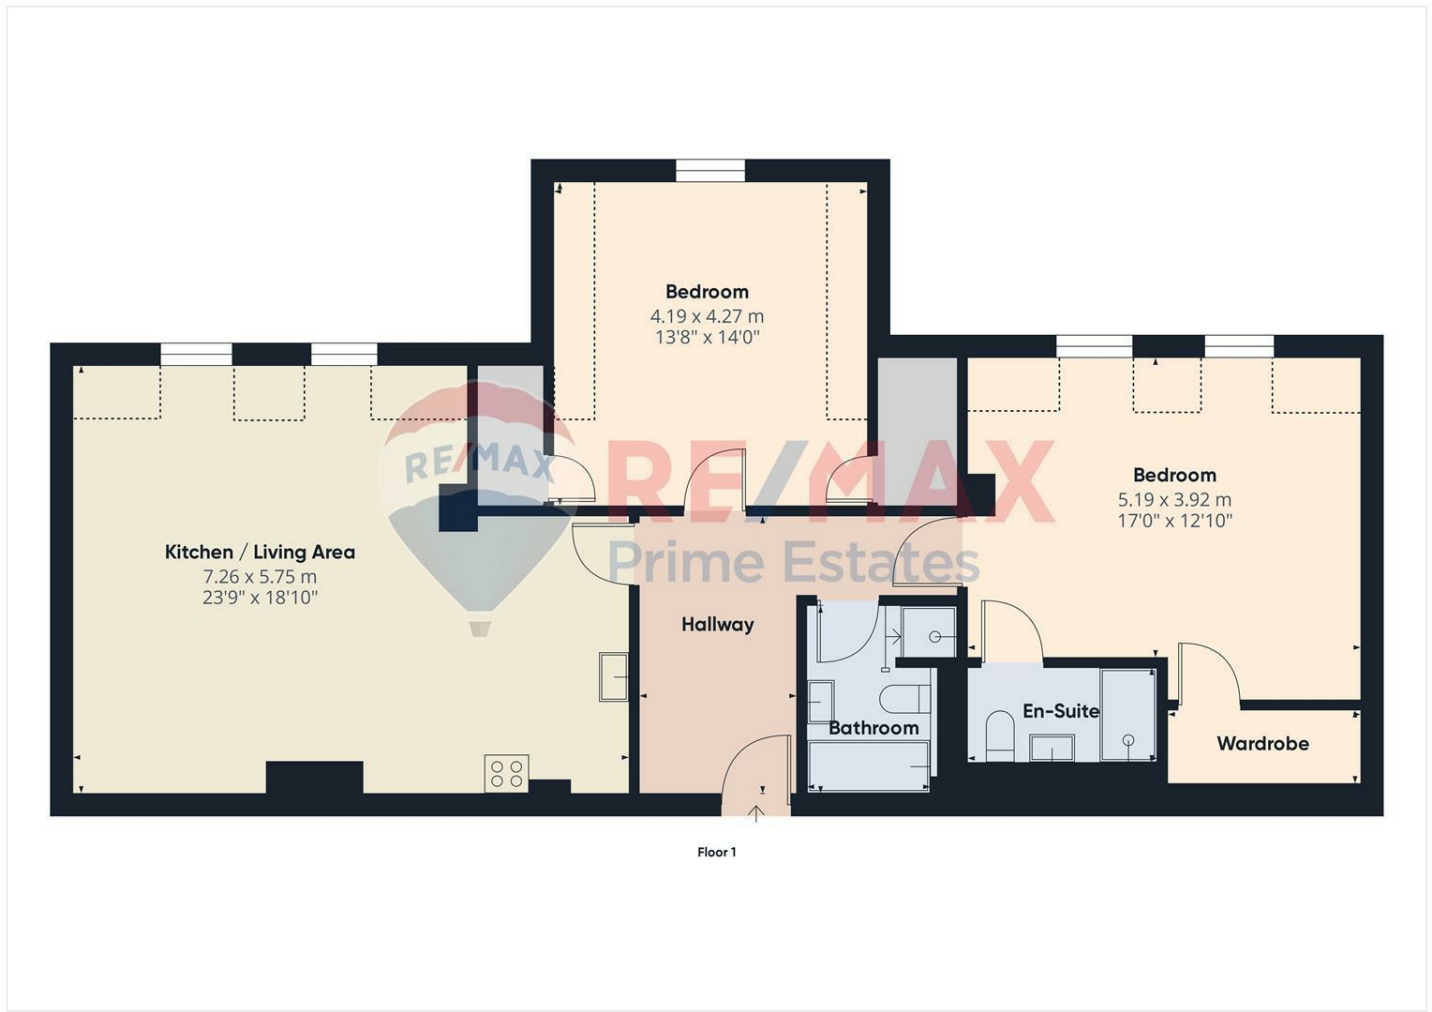 Bedroom
4.19 x 4.27 m
13'8" x 14'0"
RE/MAX
RE/MAX
Prime Estates
Bedroom
5.19 x 3.92 m
17'0" x 12'10"
Kitchen / Living Area
7.26 x 5.75 m
23'9" x 18'10"
Hallway
Bathroom
En-Suite
Wardrobe
Floor 1